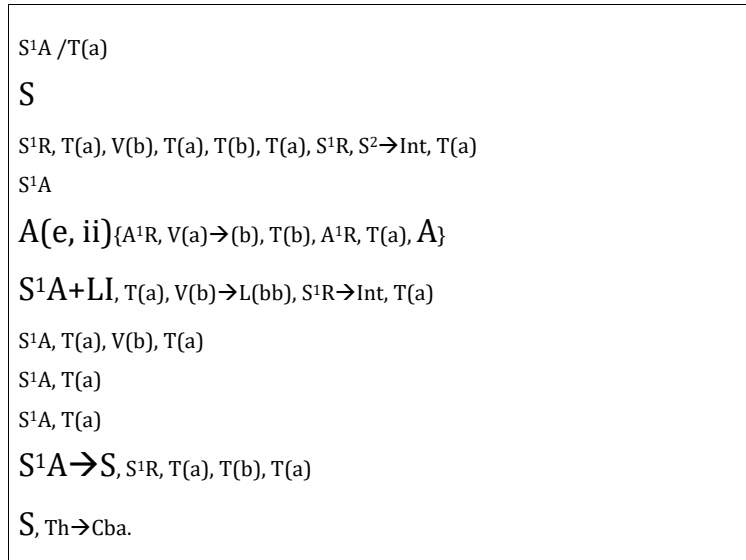 S¹A /T(a)
S
S¹R, T(a), V(b), T(a), T(b), T(a), S¹R, S²→Int, T(a)
S¹A
A(e, ii){A¹R, V(a)→(b), T(b), A¹R, T(a), A}
S¹A+LI, T(a), V(b)→L(bb), S¹R→Int, T(a)
S¹A, T(a), V(b), T(a)
S¹A, T(a)
S¹A, T(a)
S¹A→S, S¹R, T(a), T(b), T(a)
S, Th→Cba.